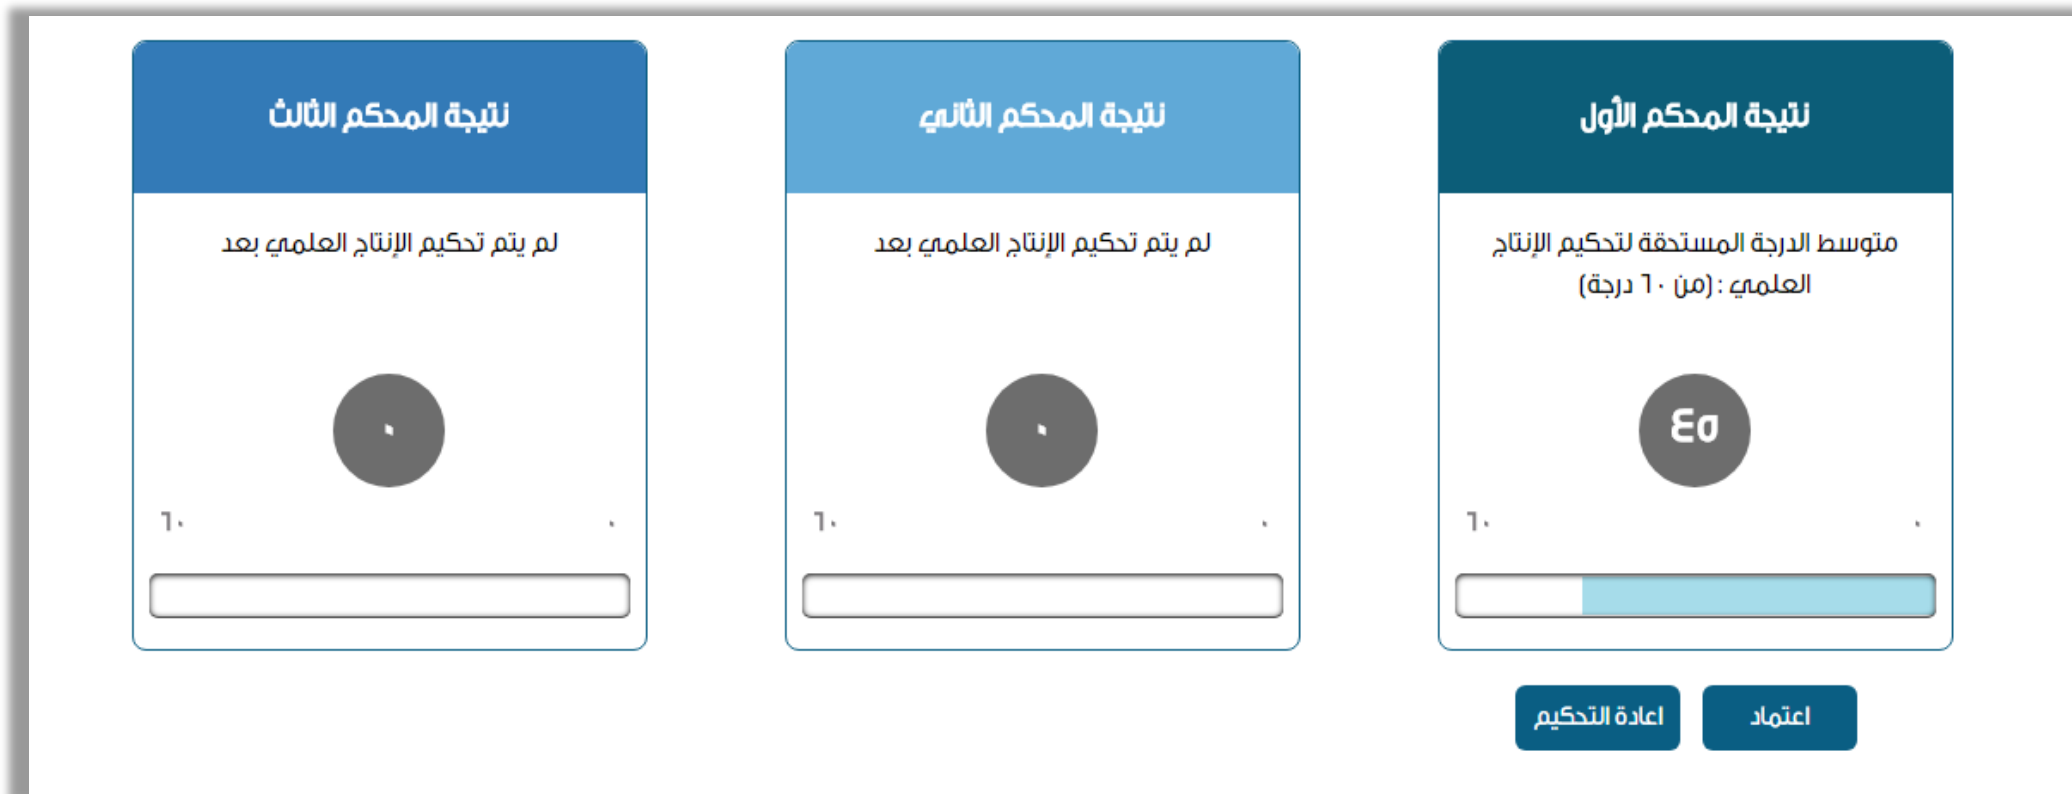 نتيجة المحكم الأول
متوسط الدرجة المستحقة لتحكيم الإنتاج
العلمي : (من ٦٠ درجة)
٤٥
٠
٦٠
اعتماد
اعادة التحكيم
نتيجة المحكم الثاني
لم يتم تحكيم الإنتاج العلمي بعد
٠
٠
٦٠
نتيجة المحكم الثالث
لم يتم تحكيم الإنتاج العلمي بعد
٠
٠
٦٠